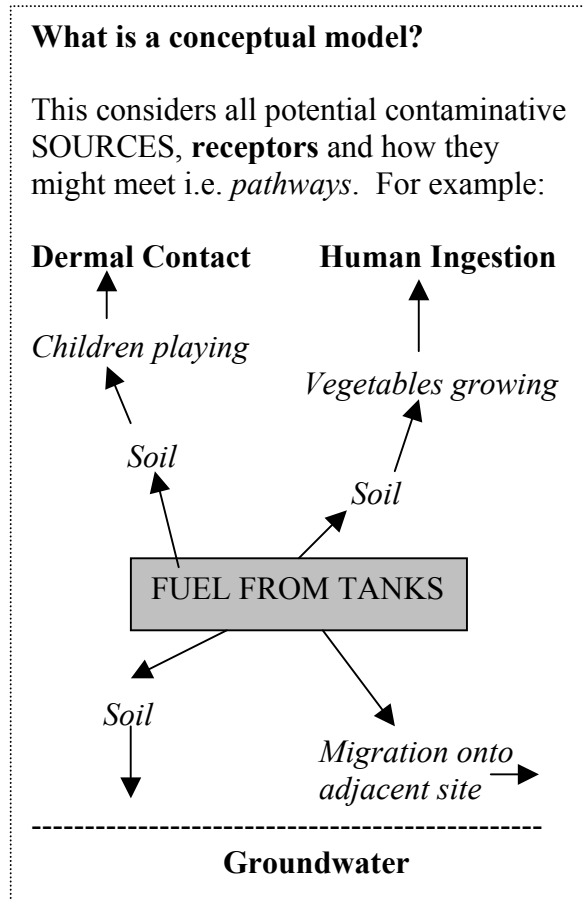 What is a conceptual model?
This considers all potential contaminative
SOURCES, receptors and how they
might meet i.e. pathways.  For example:
Dermal Contact
Human Ingestion
Children playing
Vegetables growing
Soil
Soil
FUEL FROM TANKS
Soil
Migration onto
adjacent site
Groundwater